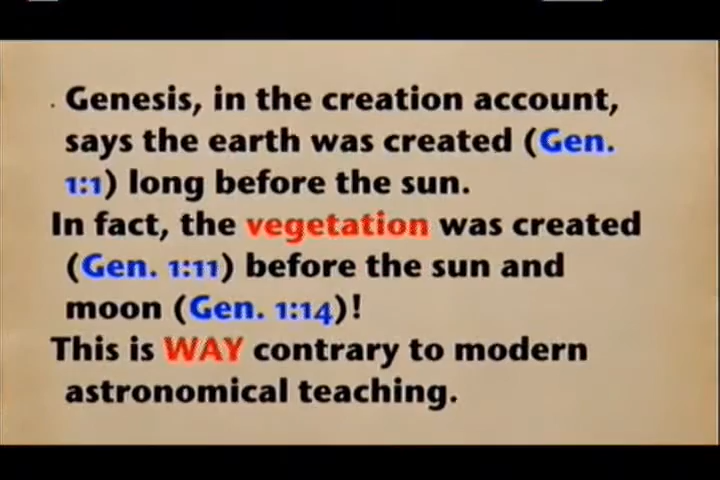 Genesis, in the creation account,
says the earth was created (Gen.
1:1) long before the sun.
In fact, the vegetation was created
(Gen. 1:11) before the sun and
moon (Gen. 1:14)!
This is WAY contrary to modern
astronomical teaching.